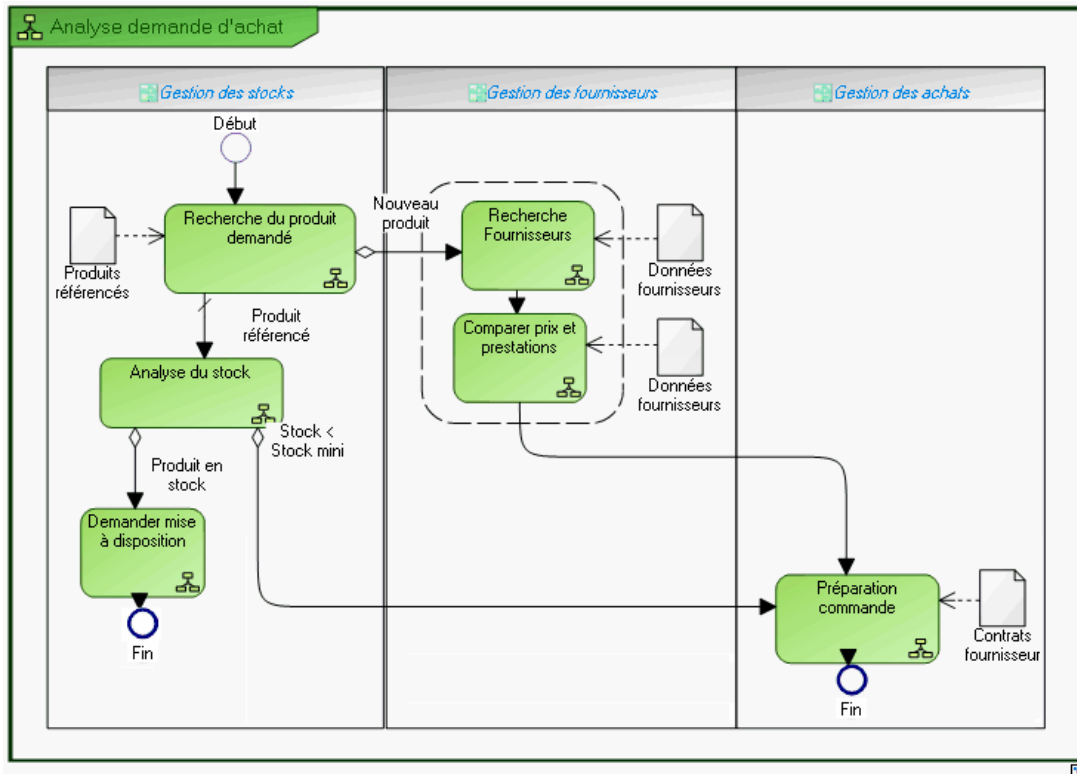 Analyse demande d'achat
Gestion des stocks
Gestion des fournisseurs
Gestion des achats
Début
Recherche du produit
demandé
Produits
référencés
Nouveau
produit
Recherche
Fournisseurs
Données
fournisseurs
Produit
référencé
Comparer prix et
prestations
Données
fournisseurs
Analyse du stock
Stock <
Stock mini
Produit en
stock
Demander mise
à disposition
Fin
Préparation
commande
Contrats
fournisseur
Fin